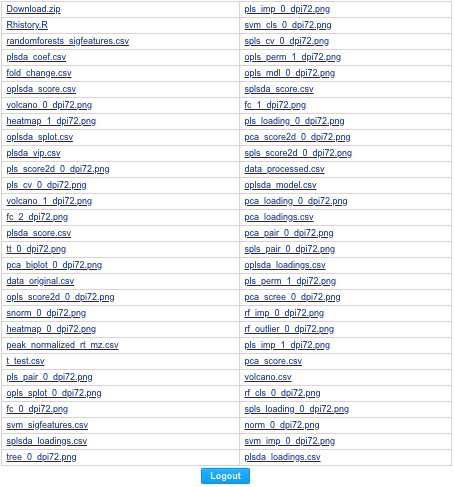 Download.zip pls_imp_0_dpi72.png
Rhistory.R svm_cls_0_dpi72.png
randomforests_sigfeatures.csv spls_cv_0_dpi72.png
plsda_coef.csv opls_perm_1_dpi72.png
fold_change.csv opls_mdl_0_dpi72.png
oplsda_score.csv splsda_score.csv
volcano_0_dpi72.png fc_1_dpi72.png
heatmap_1_dpi72.png pls_loading_0_dpi72.png
oplsda_splot.csv pca_score2d_0_dpi72.png
plsda_vip.csv spls_score2d_0_dpi72.png
pls_score2d_0_dpi72.png data_processed.csv
pls_cv_0_dpi72.png oplsda_model.csv
volcano_1_dpi72.png pca_loading_0_dpi72.png
fc_2_dpi72.png pca_loadings.csv
plsda_score.csv pca_pair_0_dpi72.png
tt_0_dpi72.png spls_pair_0_dpi72.png
pca_biplot_0_dpi72.png oplsda_loadings.csv
data_original.csv pls_perm_1_dpi72.png
opls_score2d_0_dpi72.png pca_scree_0_dpi72.png
snorm_0_dpi72.png rf_imp_0_dpi72.png
heatmap_0_dpi72.png rf_outlier_0_dpi72.png
peak_normalized_rt_mz.csv pls_imp_1_dpi72.png
t_test.csv pca_score.csv
pls_pair_0_dpi72.png volcano.csv
opls_splot_0_dpi72.png rf_cls_0_dpi72.png
fc_0_dpi72.png spls_loading_0_dpi72.png
svm_sigfeatures.csv norm_0_dpi72.png
splsda_loadings.csv svm_imp_0_dpi72.png
tree_0_dpi72.png plsda_loadings.csv
Logout